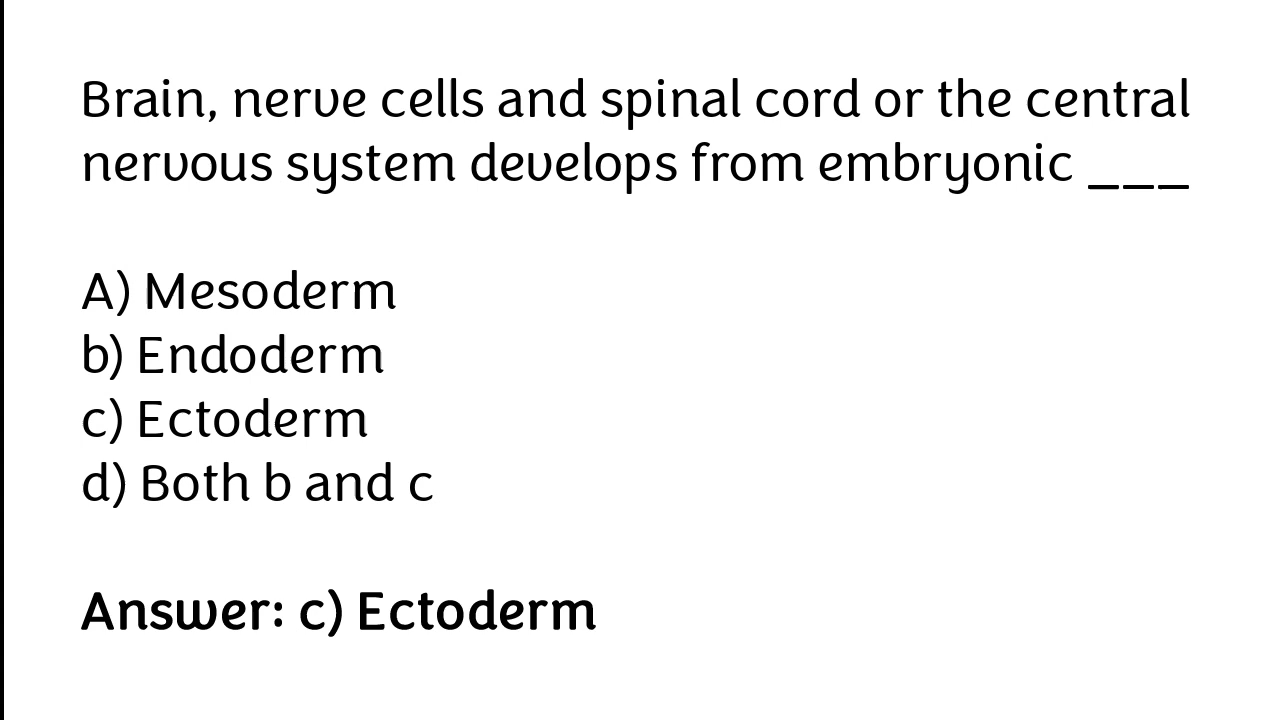 Brain, nerve cells and spinal cord or the central
nervous system develops from embryonic ___
A) Mesoderm
b) Endoderm
c) Ectoderm
d) Both b and c
Answer: c) Ectoderm